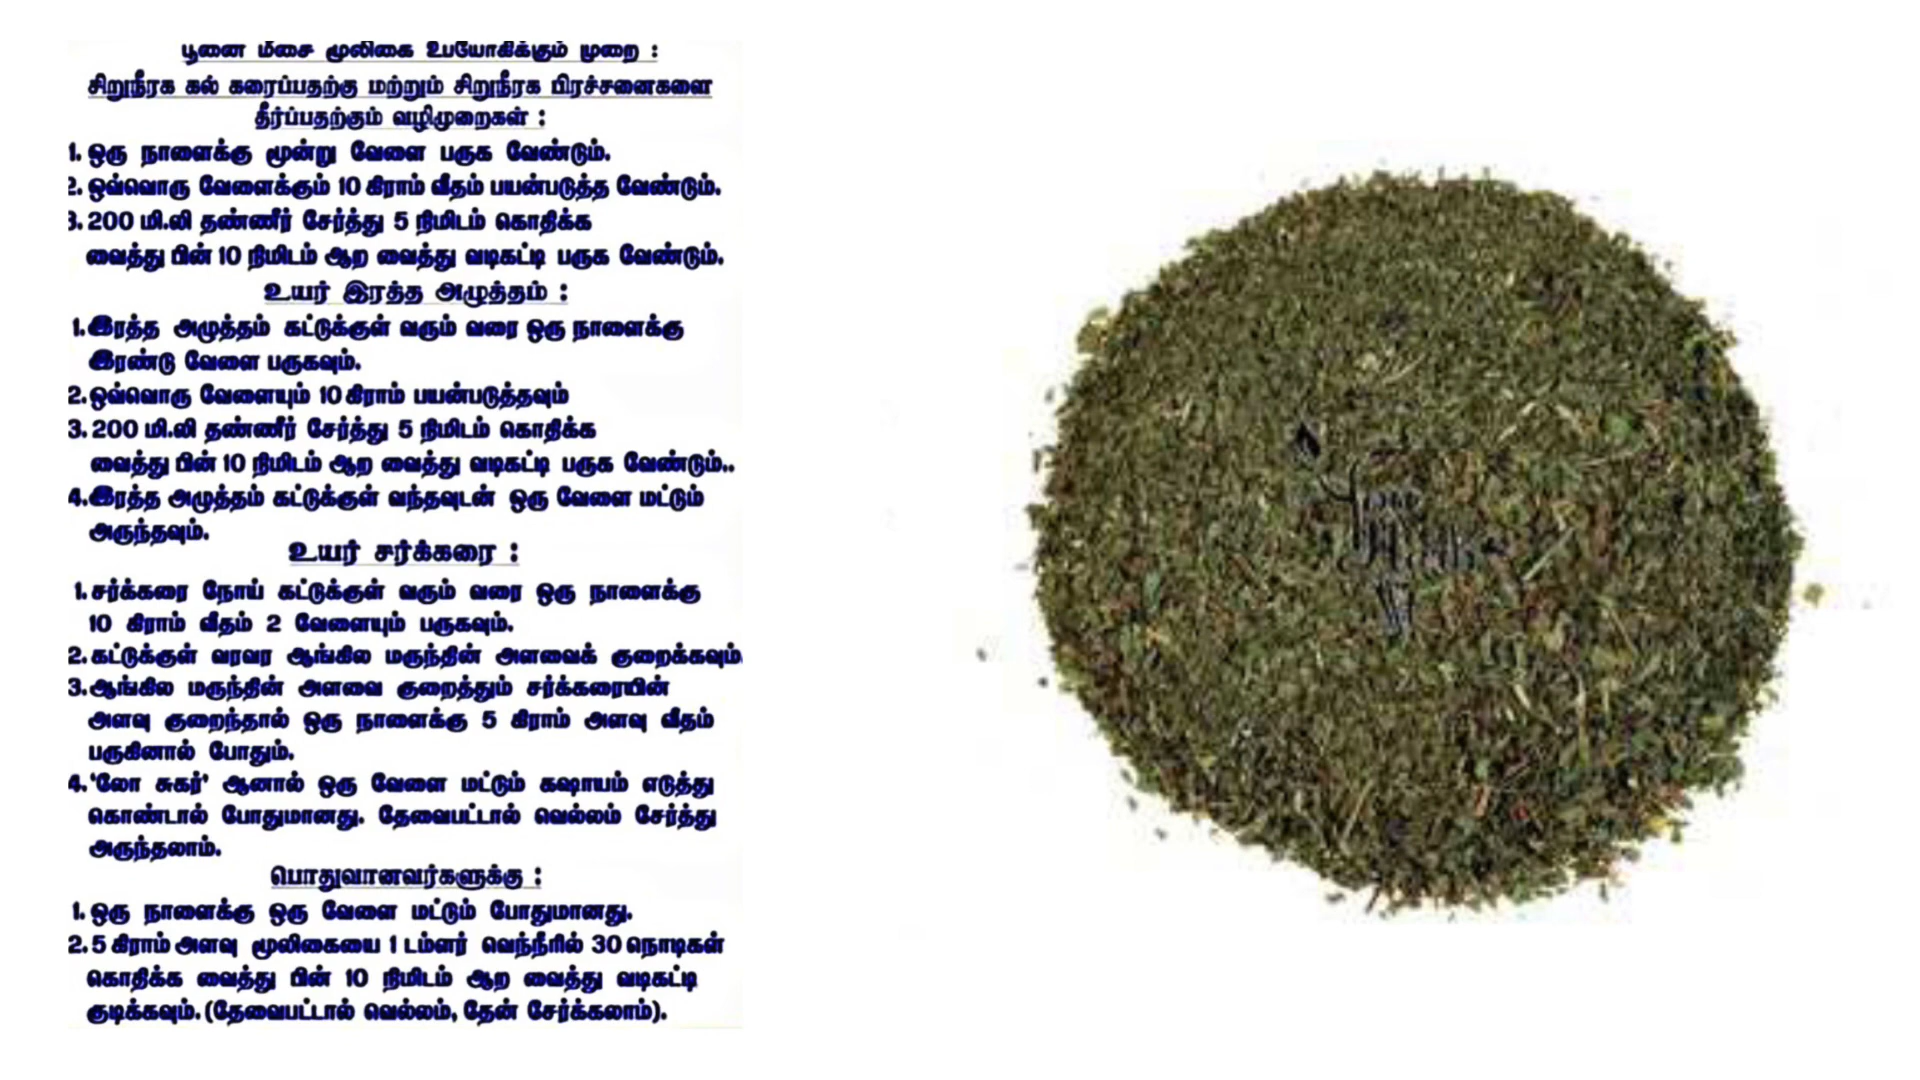 பூனை மீசை மூலிகை உபயோகிக்கும் முறை :
சிறுநீரக கல் கரைப்பதற்கு மற்றும் சிறுநீரக பிரச்சனைகளை
தீர்ப்பதற்கும் வழிமுறைகள் :
1. ஒரு நாளைக்கு மூன்று வேளை பருக வேண்டும்.
2. ஒவ்வொரு வேளைக்கும் 10 கிராம் வீதம் பயன்படுத்த வேண்டும்.
3. 200 மி.லி தண்ணீர் சேர்த்து 5 நிமிடம் கொதிக்க
வைத்து பின் 10 நிமிடம் ஆற வைத்து வடிகட்டி பருக வேண்டும்.
உயர் இரத்த அழுத்தம் :
1.இரத்த அழுத்தம் கட்டுக்குள் வரும் வரை ஒரு நாளைக்கு
இரண்டு வேளை பருகவும்.
2. ஒவ்வொரு வேளையும் 10 கிராம் பயன்படுத்தவும்
3. 200 மி.லி தண்ணீர் சேர்த்து 5 நிமிடம் கொதிக்க
வைத்து பின் 10 நிமிடம் ஆற வைத்து வடிகட்டி பருக வேண்டும்..
4.இரத்த அழுத்தம் கட்டுக்குள் வந்தவுடன் ஒரு வேளை மட்டும்
அருந்தவும்.
உயர் சர்க்கரை :
1. சர்க்கரை நோய் கட்டுக்குள் வரும் வரை ஒரு நாளைக்கு
10 கிராம் வீதம் 2 வேளையும் பருகவும்.
2. கட்டுக்குள் வரவர ஆங்கில மருந்தின் அளவைக் குறைக்கவும்.
3. ஆங்கில மருந்தின் அளவை குறைத்தும் சர்க்கரையின்
அளவு குறைந்தால் ஒரு நாளைக்கு 5 கிராம் அளவு வீதம்
பருகினால் போதும்.
4. 'லோ சுகர்' ஆனால் ஒரு வேளை மட்டும் கஷாயம் எடுத்து
கொண்டால் போதுமானது. தேவைபட்டால் வெல்லம் சேர்த்து
அருந்தலாம்.
பொதுவானவர்களுக்கு :
1. ஒரு நாளைக்கு ஒரு வேளை மட்டும் போதுமானது.
2. 5 கிராம் அளவு மூலிகையை 1 டம்ளர் வெந்நீரில் 30 நொடிகள்
கொதிக்க வைத்து பின் 10 நிமிடம் ஆற வைத்து வடிகட்டி
குடிக்கவும். (தேவைபட்டால் வெல்லம், தேன் சேர்க்கலாம்).